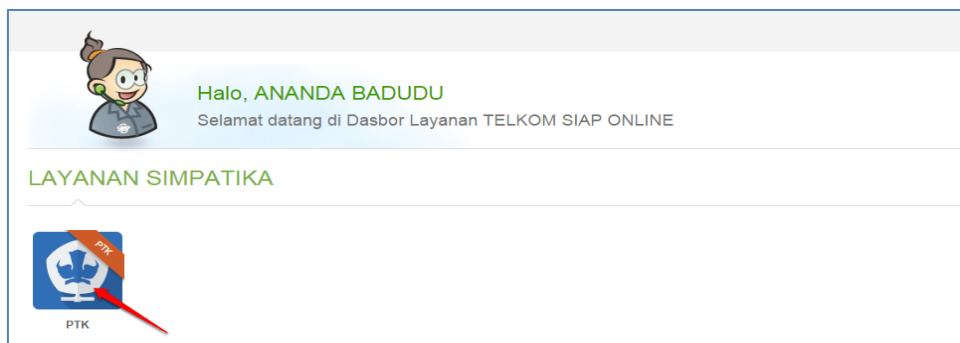 Halo, ANANDA BADUDU
Selamat datang di Dasbor Layanan TELKOM SIAP ONLINE
LAYANAN SIMPATIKA
PTK
PTK